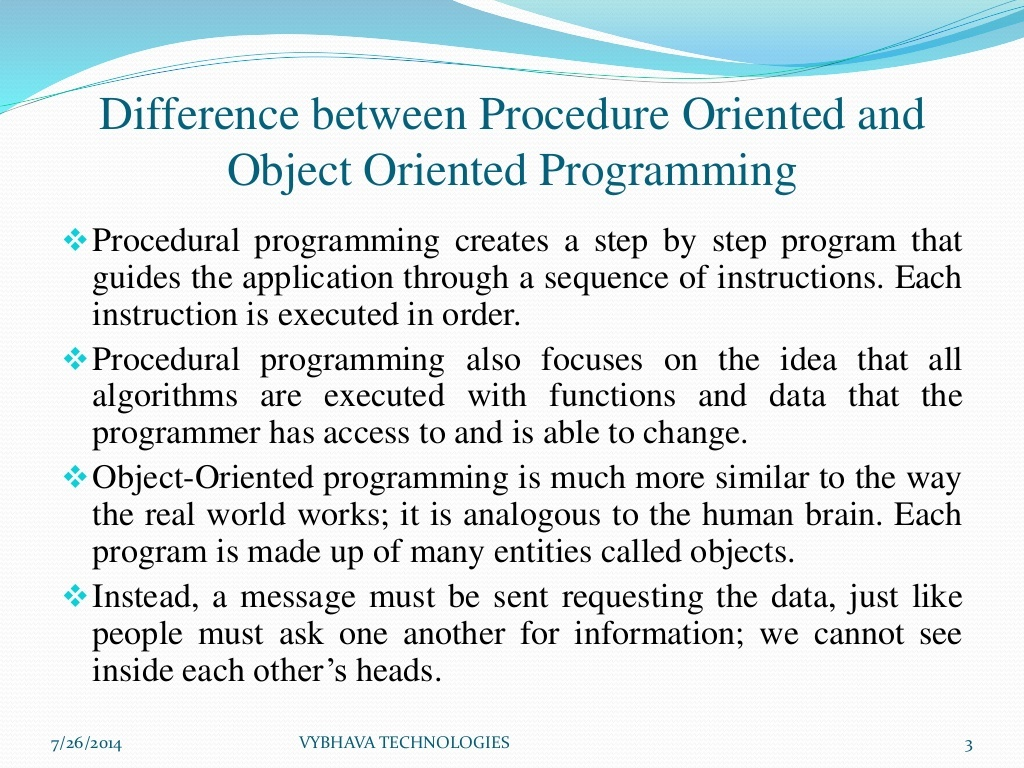 Difference between Procedure Oriented and
Object Oriented Programming
❖Procedural programming creates a step by step program that
guides the application through a sequence of instructions. Each
instruction is executed in order.
❖Procedural programming also focuses on the idea that all
algorithms are executed with functions and data that the
programmer has access to and is able to change.
❖Object-Oriented programming is much more similar to the way
the real world works; it is analogous to the human brain. Each
program is made up of many entities called objects.
❖Instead, a message must be sent requesting the data, just like
people must ask one another for information; we cannot see
inside each other’s heads.
7/26/2014 VYBHAVA TECHNOLOGIES 3